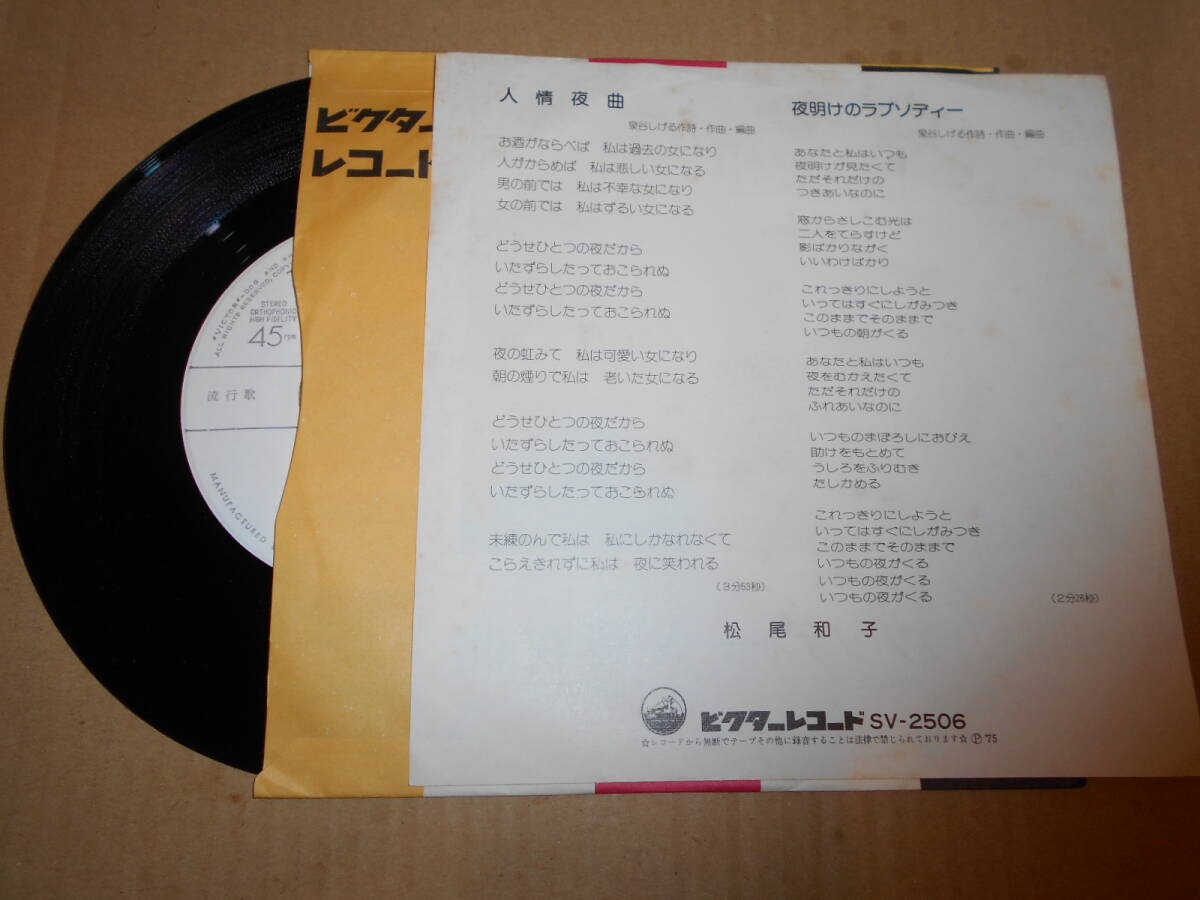 ビクター
レコード
"VICTOR" "DOG AND
ALL RIGHTS RESERVED,
STEREO
ORTHOPHONIC
HIGH FIDELITY
45rpm
流行歌
MANUFACTURED
人情夜曲
泉谷しげる作詩・作曲・編曲
お酒がならべば　私は過去の女になり
人がからめば　私は悲しい女になる
男の前では　私は不幸な女になり
女の前では　私はずるい女になる
どうせひとつの夜だから
いたずらしたっておこられぬ
どうせひとつの夜だから
いたずらしたっておこられぬ
夜の虹みて　私は可愛い女になり
朝の煙りで私は　老いた女になる
どうせひとつの夜だから
いたずらしたっておこられぬ
どうせひとつの夜だから
いたずらしたっておこられぬ
未練のんで私は　私にしかなれなくて
こらえきれずに私は　夜に笑われる
（3分53秒）
夜明けのラプソディー
泉谷しげる作詩・作曲・編曲
あなたと私はいつも
夜明けが見たくて
ただそれだけの
つきあいなのに
窓からさしこむ光は
二人をてらすけど
影ばかりながく
いいわけばかり
これっきりにしようと
いってはすぐにしがみつき
このままでそのままで
いつもの朝がくる
あなたと私はいつも
夜をむかえたくて
ただそれだけの
ふれあいなのに
いつものまぼろしにおびえ
助けをもとめて
うしろをふりむき
たしかめる
これっきりにしようと
いってはすぐにしがみつき
このままでそのままで
いつもの夜がくる
いつもの夜がくる
いつもの夜がくる
（2分26秒）
松尾和子
ビクターレコード SV-2506
☆レコードから無断でテープその他に録音することは法律で禁じられております☆ Ⓟ'75